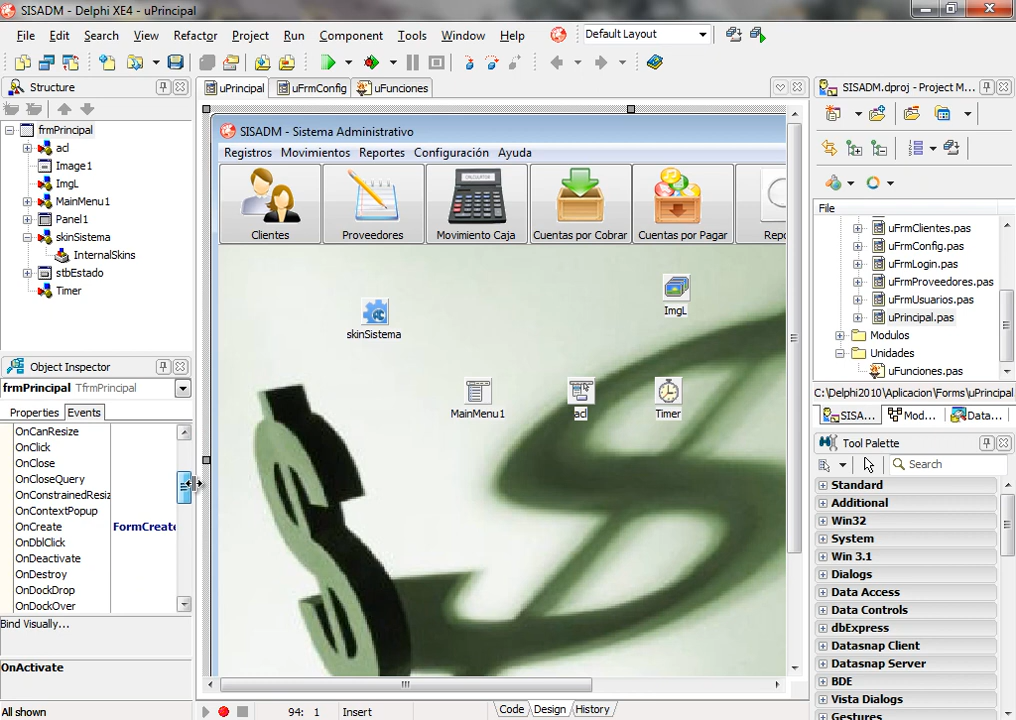 SISADM - Delphi XE4 - uPrincipal
File Edit Search View Refactor Project Run Component Tools Window Help Default Layout
Structure
frmPrincipal
acl
Image1
ImgL
MainMenu1
Panel1
skinSistema
InternalSkins
stbEstado
Timer
Object Inspector
frmPrincipal TfrmPrincipal
Properties Events
OnCanResize
OnClick
OnClose
OnCloseQuery
OnConstrainedResiz
OnContextPopup
OnCreate FormCreate
OnDblClick
OnDeactivate
OnDestroy
OnDockDrop
OnDockOver
Bind Visually...
OnActivate
All shown
uPrincipal uFrmConfig uFunciones
SISADM - Sistema Administrativo
Registros Movimientos Reportes Configuración Ayuda
Clientes Proveedores Movimiento Caja Cuentas por Cobrar Cuentas por Pagar Repo
skinSistema
ImgL
MainMenu1
acl
Timer
94: 1 Insert Code Design History
SISADM.dproj - Project M...
File
uFrmClientes.pas
uFrmConfig.pas
uFrmLogin.pas
uFrmProveedores.pas
uFrmUsuarios.pas
uPrincipal.pas
Modulos
Unidades
uFunciones.pas
C:\Delphi2010\Aplicacion\Forms\uPrincipal
SISA... Mod... Data...
Tool Palette
Search
Standard
Additional
Win32
System
Win 3.1
Dialogs
Data Access
Data Controls
dbExpress
Datasnap Client
Datasnap Server
BDE
Vista Dialogs
Gestures